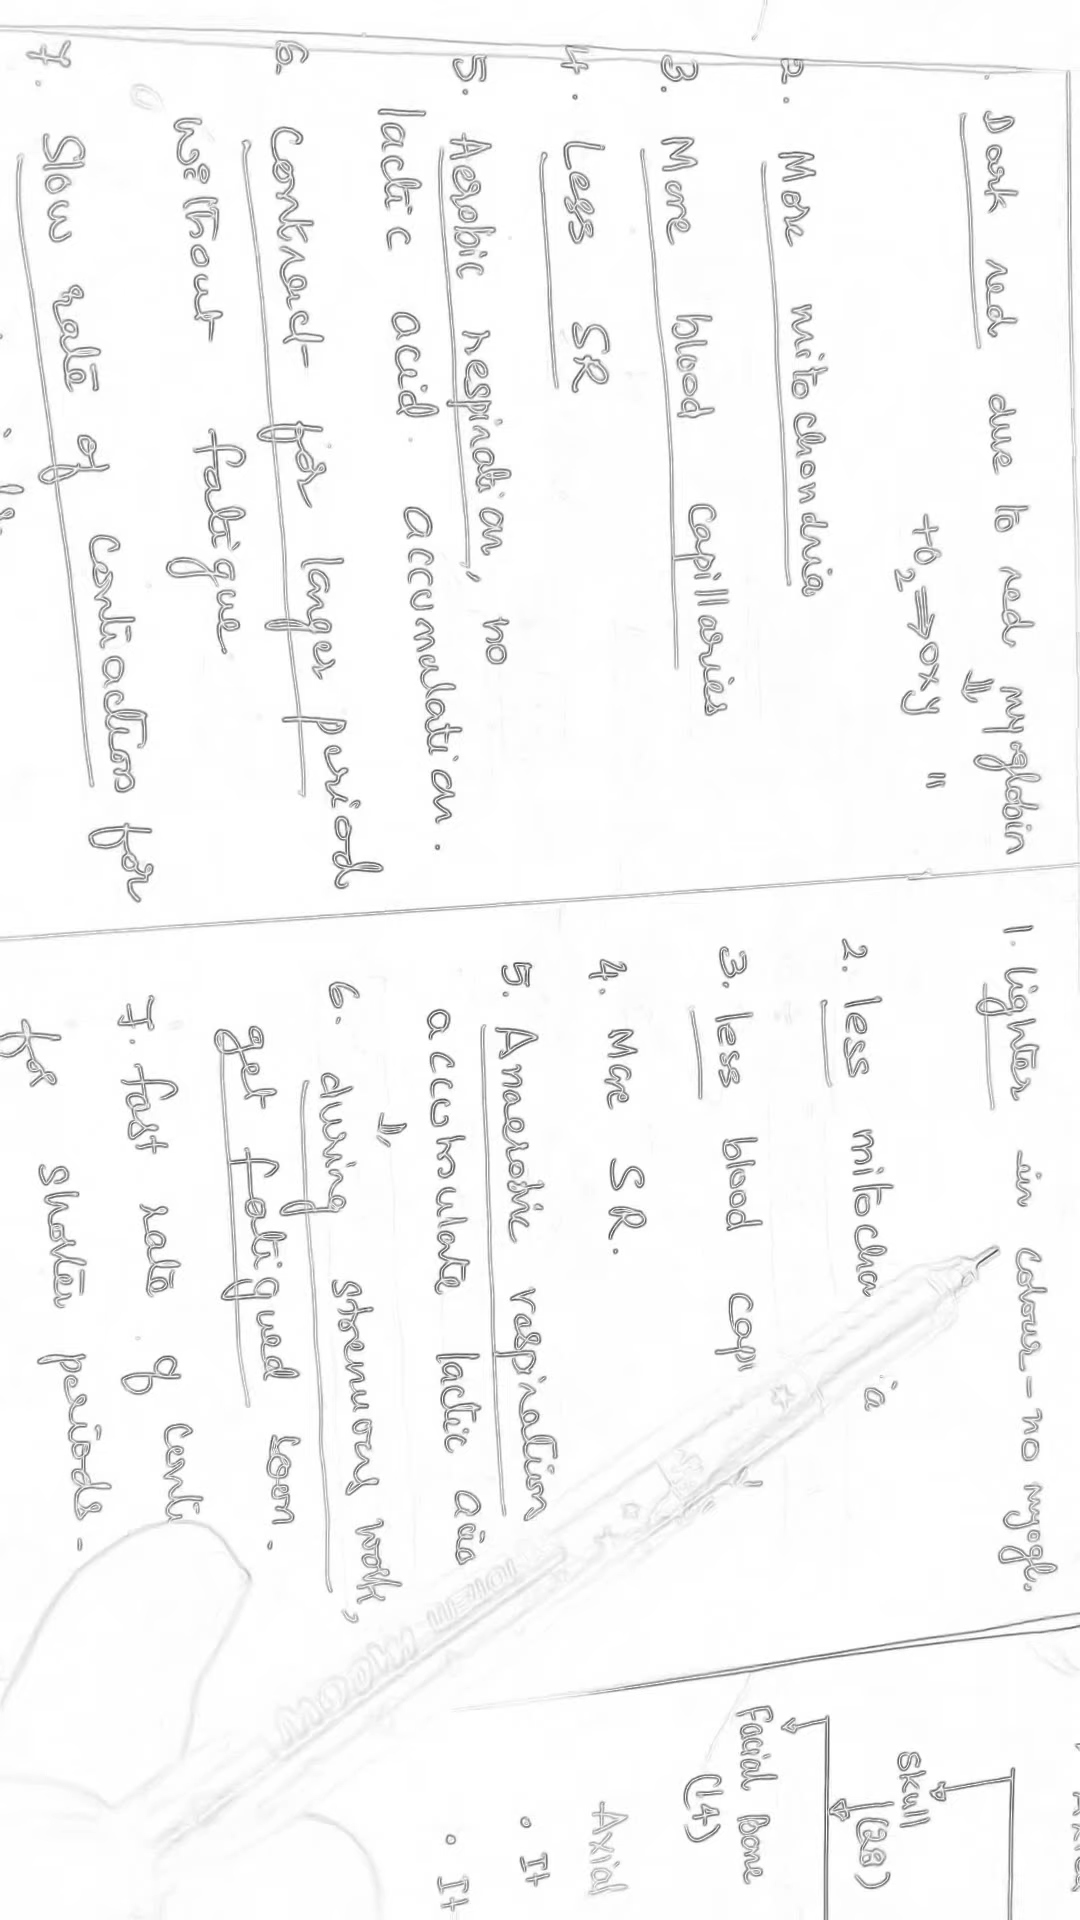 Dark red due to red myoglobin
+O2 ⇒ oxy "
2. More mitochondria
3. More blood capillaries
4. Less SR
5. Aerobic respiration, no
lactic acid accumulation.
6. Contract for longer period
without fatigue
7. Slow rate of contraction for
1. lighter in colour - no myogl.
2. less mitochon ia
3. less blood capi
4. More SR.
5. Anaerobic respiration
accumulate lactic
6. during strenuous work,
get fatigued soon.
7. fast rate of
for shorter periods.
Skull
(28)
Facial Bone
(14)
Axial
• It
• It